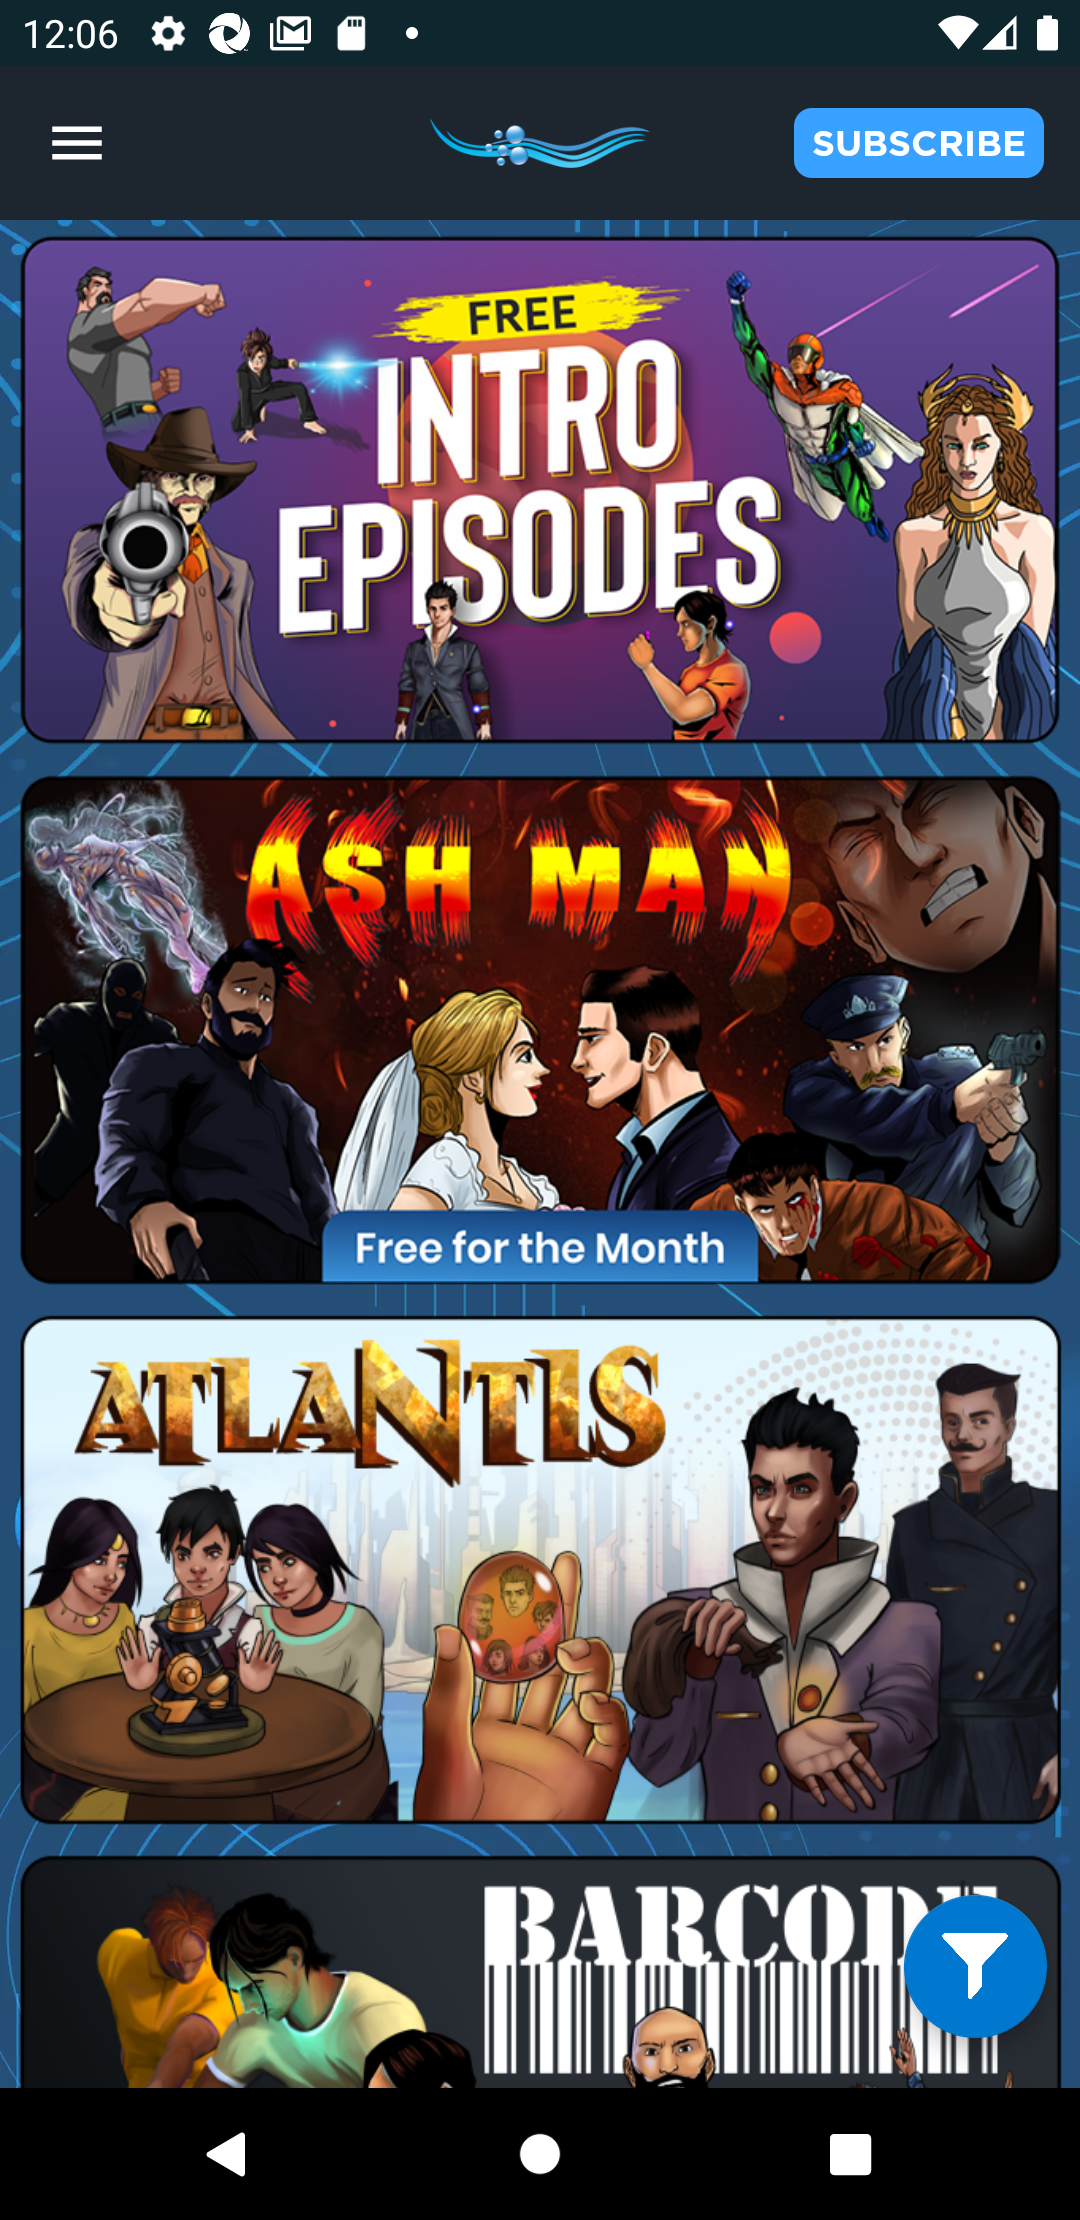 12:06
SUBSCRIBE
FREE
INTRO
EPISODES
ASH MAN
Free for the Month
ATLANTIS